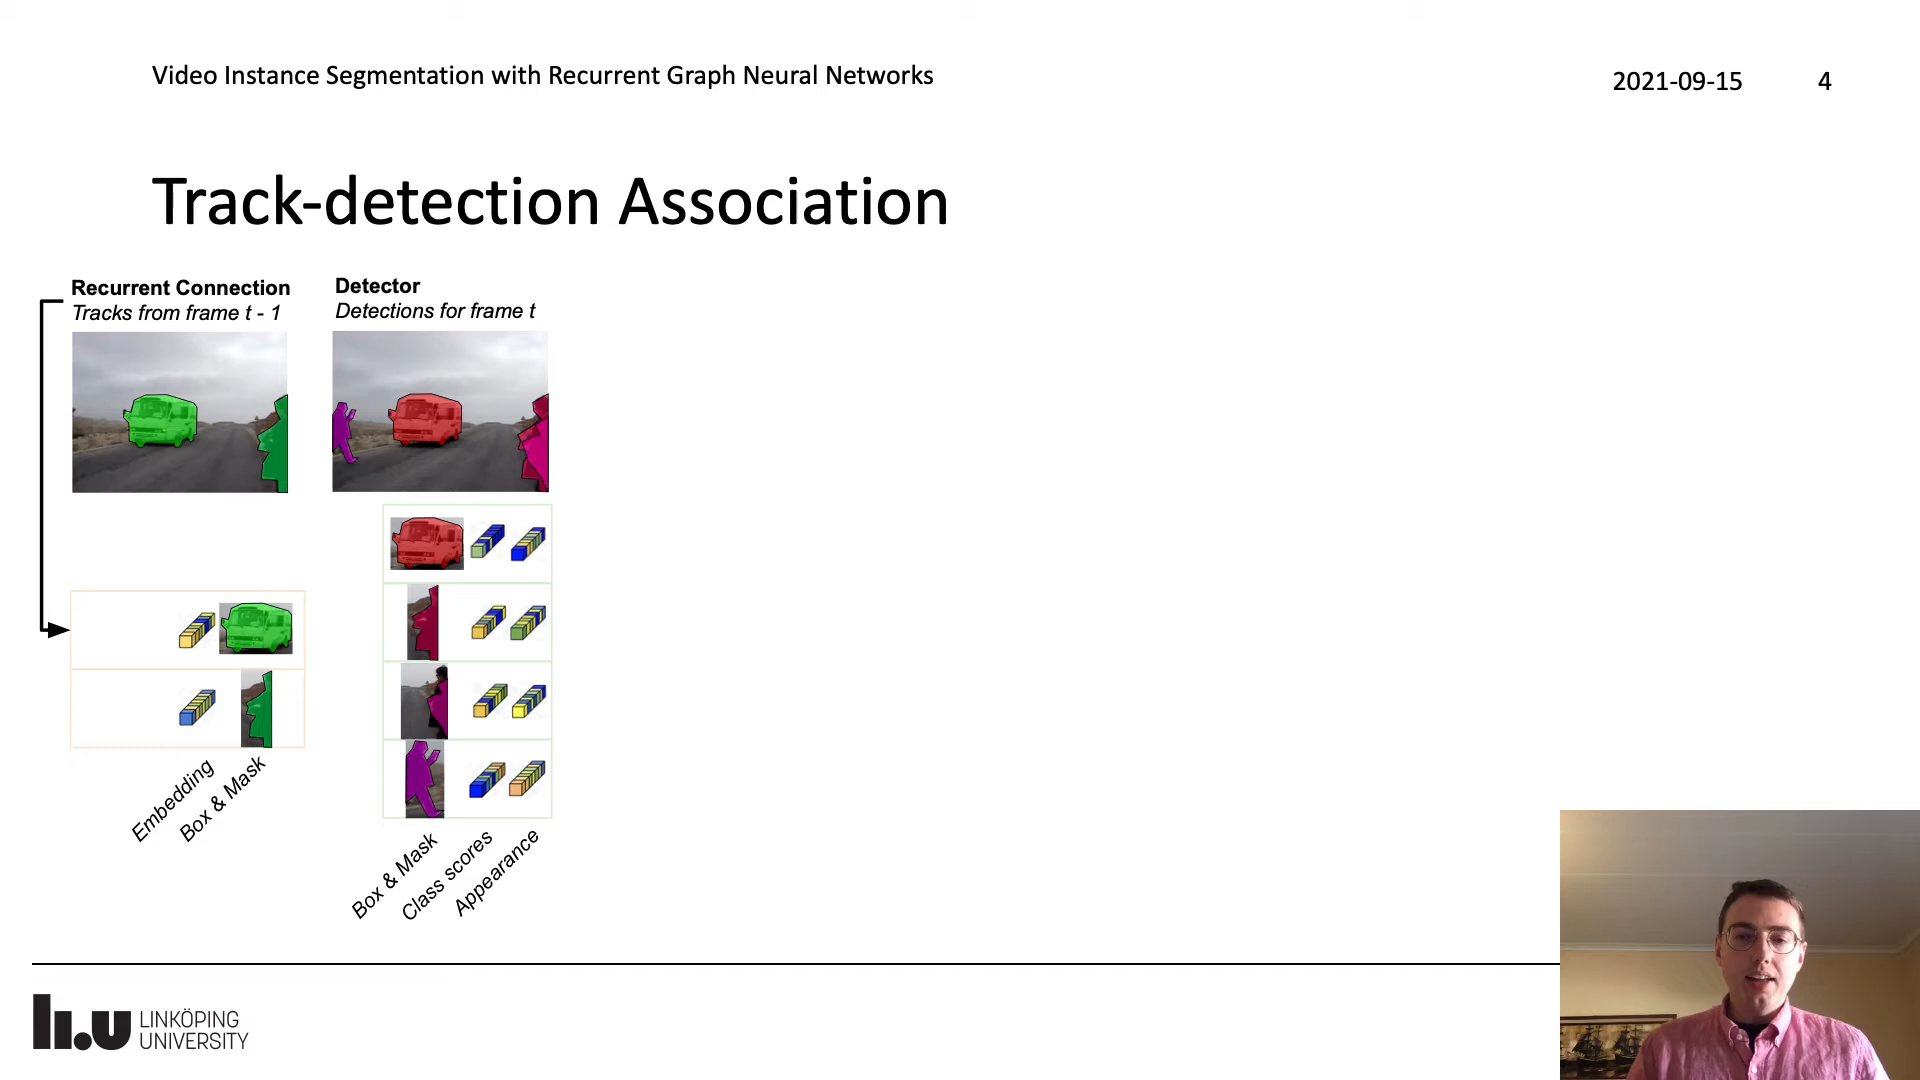 Video Instance Segmentation with Recurrent Graph Neural Networks
2021-09-15
4
Track-detection Association
Recurrent Connection
Tracks from frame t - 1
Detector
Detections for frame t
Embedding
Box & Mask
Box & Mask
Class scores
Appearance
li.u
LINKÖPING
UNIVERSITY